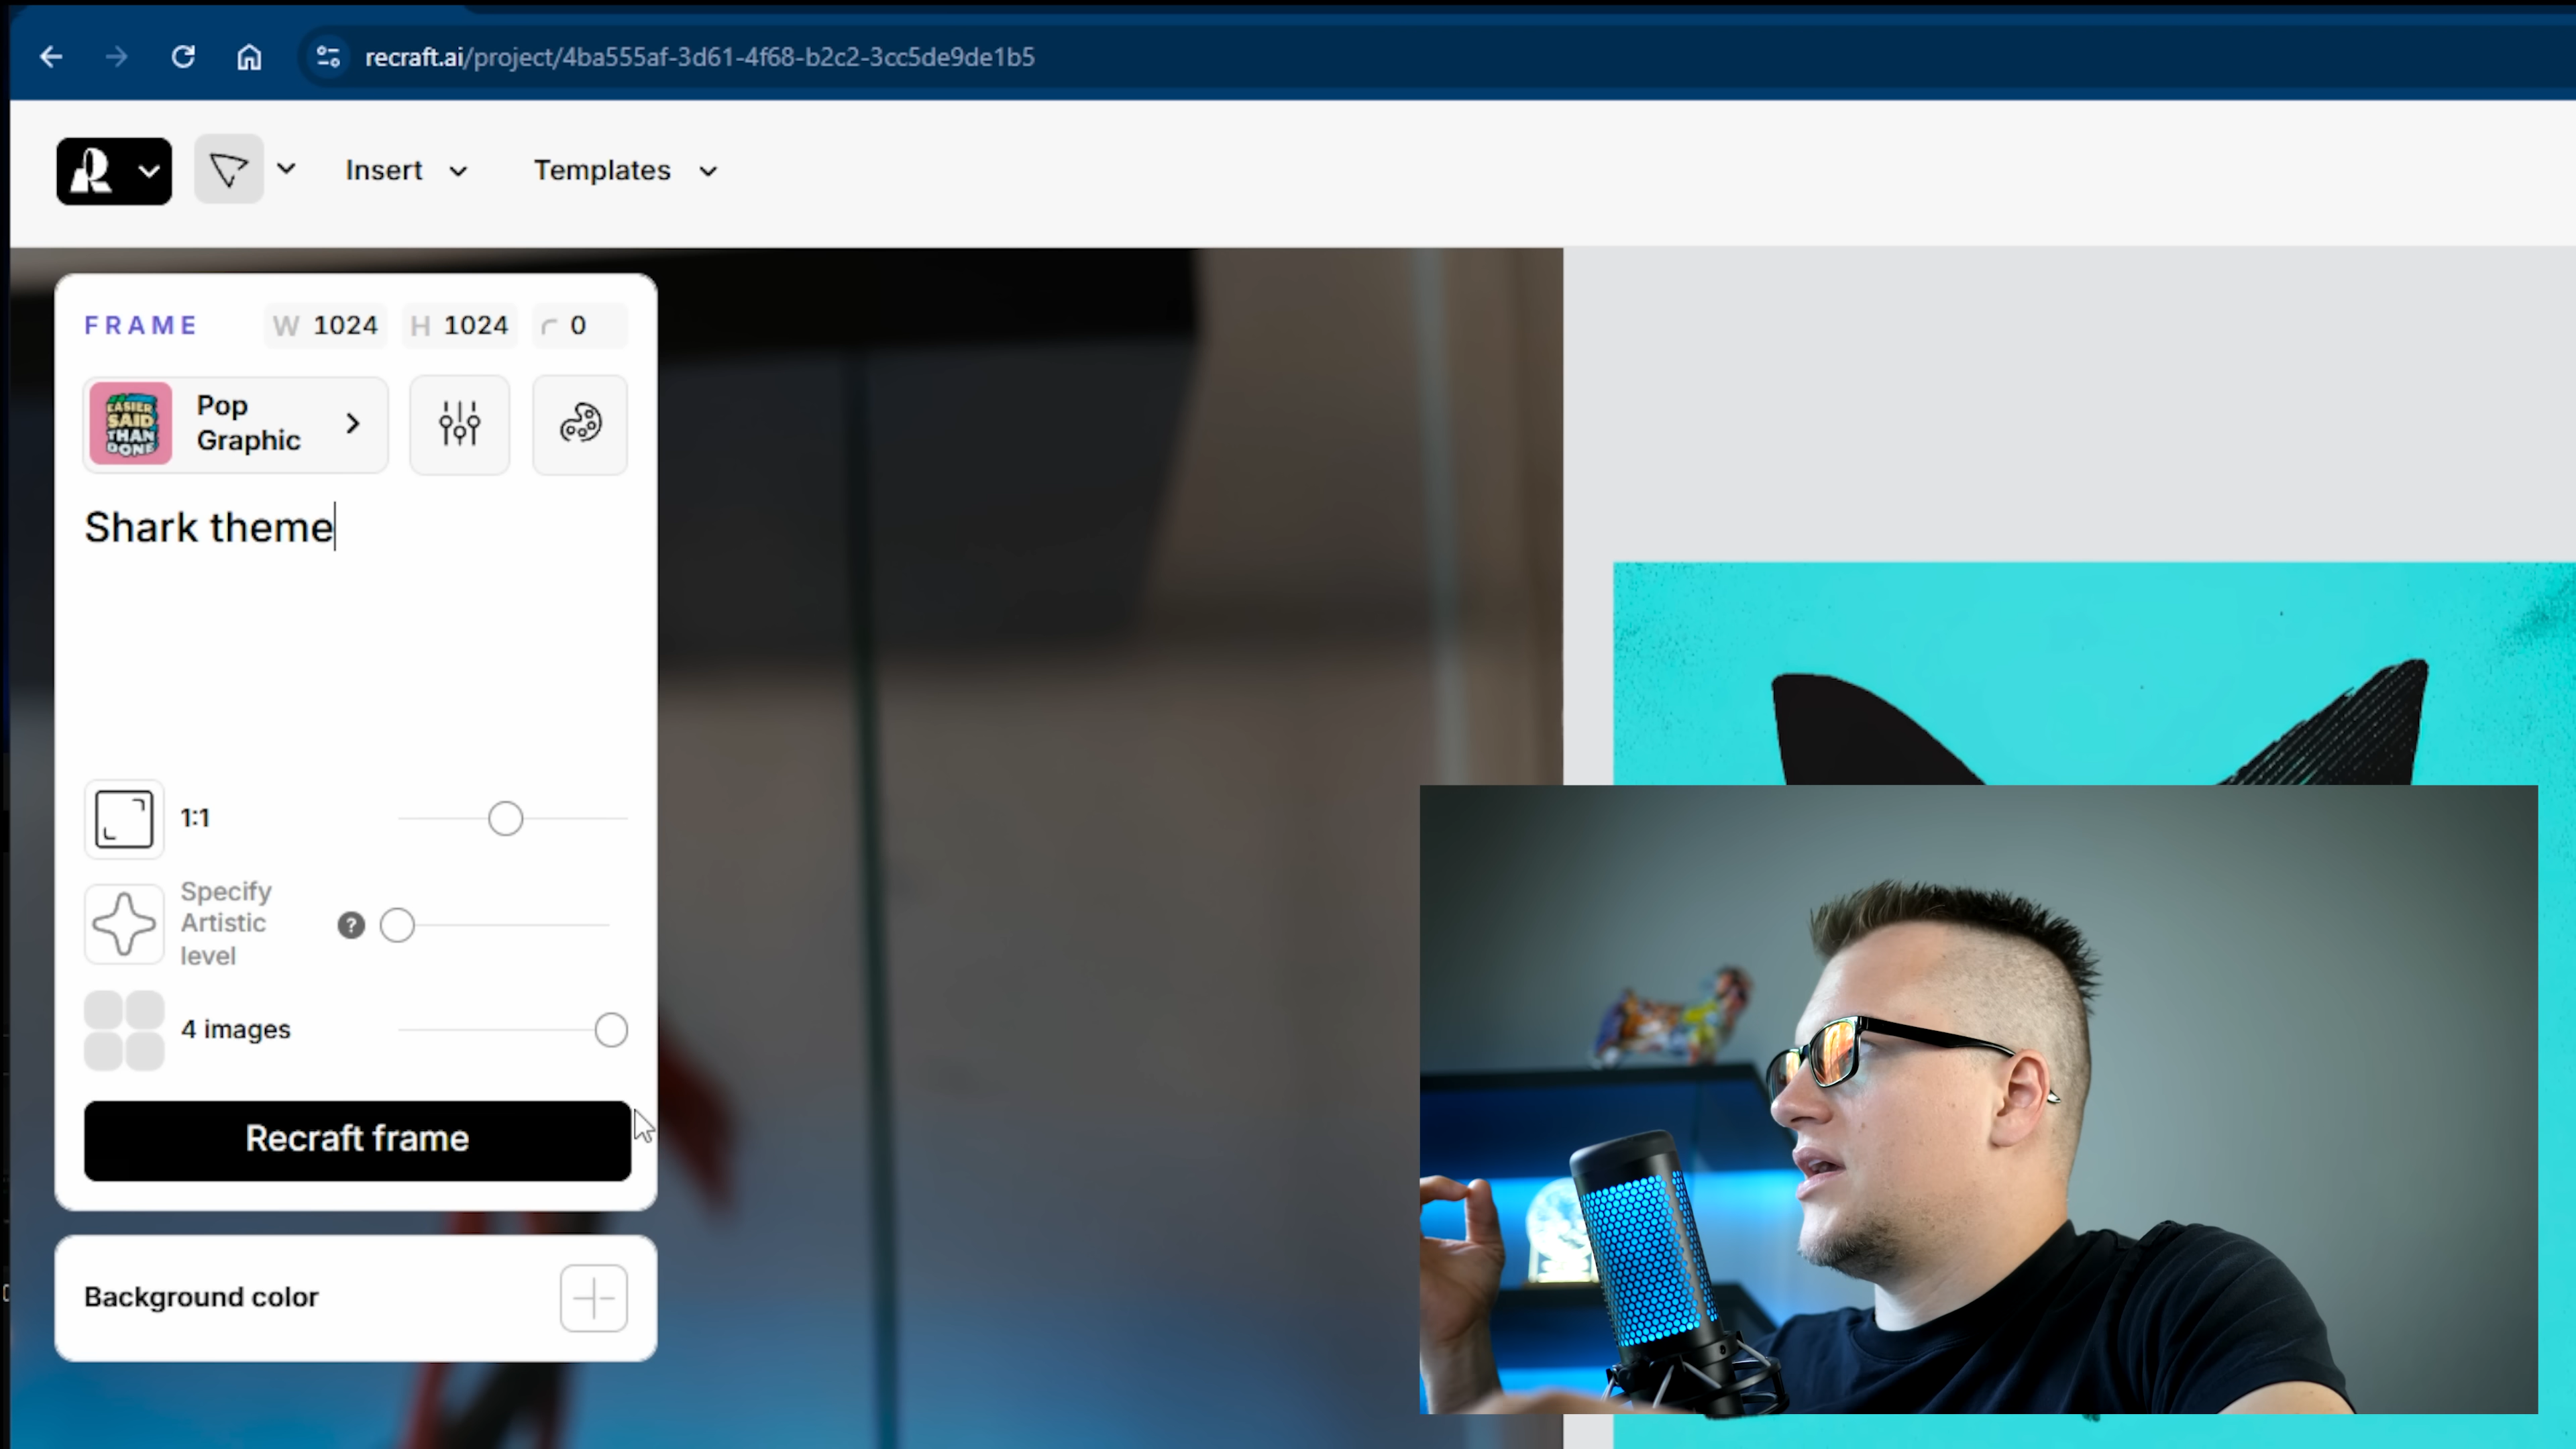 recraft.ai/project/4ba555af-3d61-4f68-b2c2-3cc5de9de1b5
Insert
Templates
FRAME W 1024 H 1024 0
EASIER
SAID
THAN
DONE
Pop
Graphic
Shark theme
1:1
Specify
Artistic
level
?
4 images
Recraft frame
Background color